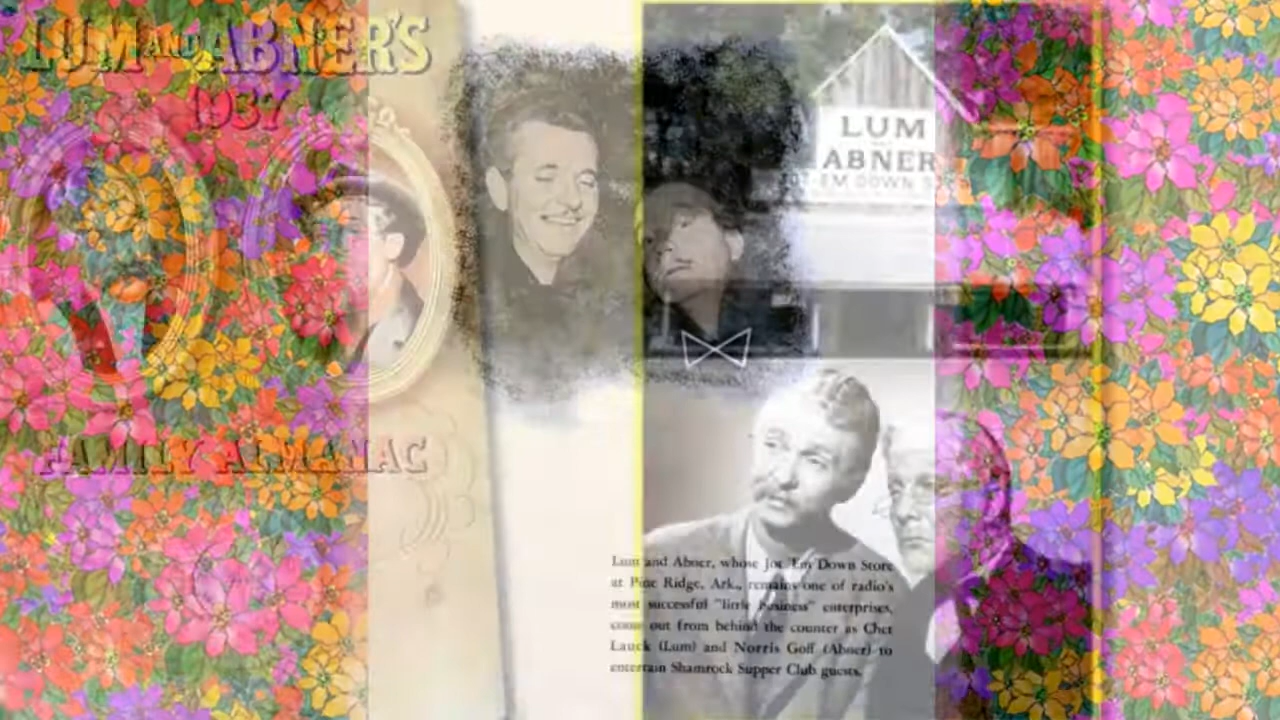 LUM AND ABNER'S
1937
FAMILY ALMANAC
LUM
ABNER
'EM DOWN
Lum and Abner, whose Jot 'Em Down Store
at Pine Ridge, Ark., remains one of radio's
most successful "little business" enterprises,
come out from behind the counter as Chet
Lauck (Lum) and Norris Goff (Abner) to
entertain Shamrock Supper Club guests.